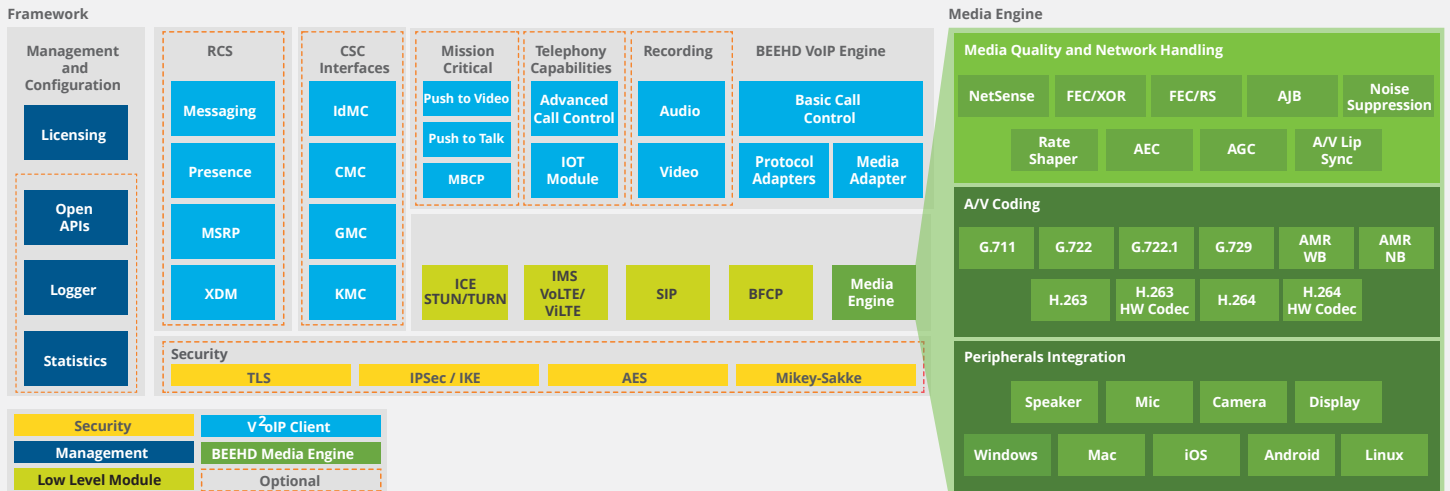 Framework
Management
and
Configuration
Licensing
Open
APIs
Logger
Statistics
RCS
Messaging
Presence
MSRP
XDM
CSC
Interfaces
IdMC
CMC
GMC
KMC
Mission
Critical
Push to Video
Push to Talk
MBCP
Telephony
Capabilities
Advanced
Call Control
IOT
Module
Recording
Audio
Video
BEEHD VoIP Engine
Basic Call
Control
Protocol
Adapters
Media
Adapter
ICE
STUN/TURN
IMS
VoLTE/
ViLTE
SIP
BFCP
Media
Engine
Security
TLS
IPSec / IKE
AES
Mikey-Sakke
Security
V2oIP Client
Management
BEEHD Media Engine
Low Level Module
Optional
Media Engine
Media Quality and Network Handling
NetSense
FEC/XOR
FEC/RS
AJB
Noise
Suppression
Rate
Shaper
AEC
AGC
A/V Lip
Sync
A/V Coding
G.711
G.722
G.722.1
G.729
AMR
WB
AMR
NB
H.263
H.263
HW Codec
H.264
H.264
HW Codec
Peripherals Integration
Speaker
Mic
Camera
Display
Windows
Mac
iOS
Android
Linux